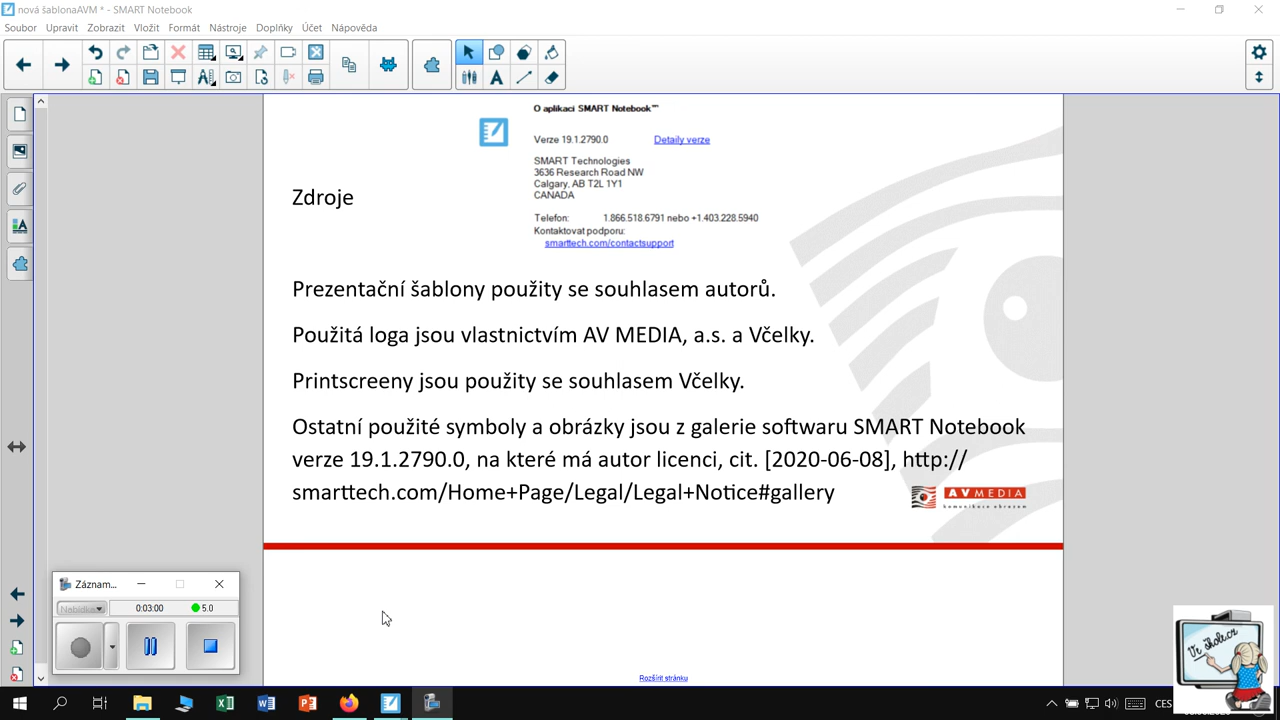 nová šablonaAVM * - SMART Notebook
Soubor Upravit Zobrazit Vložit Formát Nástroje Doplňky Účet Nápověda
O aplikaci SMART Notebook™
Verze 19.1.2790.0 Detaily verze
SMART Technologies
3636 Research Road NW
Calgary, AB T2L 1Y1
CANADA
Zdroje
Telefon: 1.866.518.6791 nebo +1.403.228.5940
Kontaktovat podporu:
smarttech.com/contactsupport
Prezentační šablony použity se souhlasem autorů.
Použitá loga jsou vlastnictvím AV MEDIA, a.s. a Včelky.
Printscreeny jsou použity se souhlasem Včelky.
Ostatní použité symboly a obrázky jsou z galerie softwaru SMART Notebook
verze 19.1.2790.0, na které má autor licenci, cit. [2020-06-08], http://
smarttech.com/Home+Page/Legal/Legal+Notice#gallery
AV MEDIA
komunikace obrazem
Záznam...
Nabídka
0:03:00
5.0
Rozšířit stránku
Ve škole.cz
CES